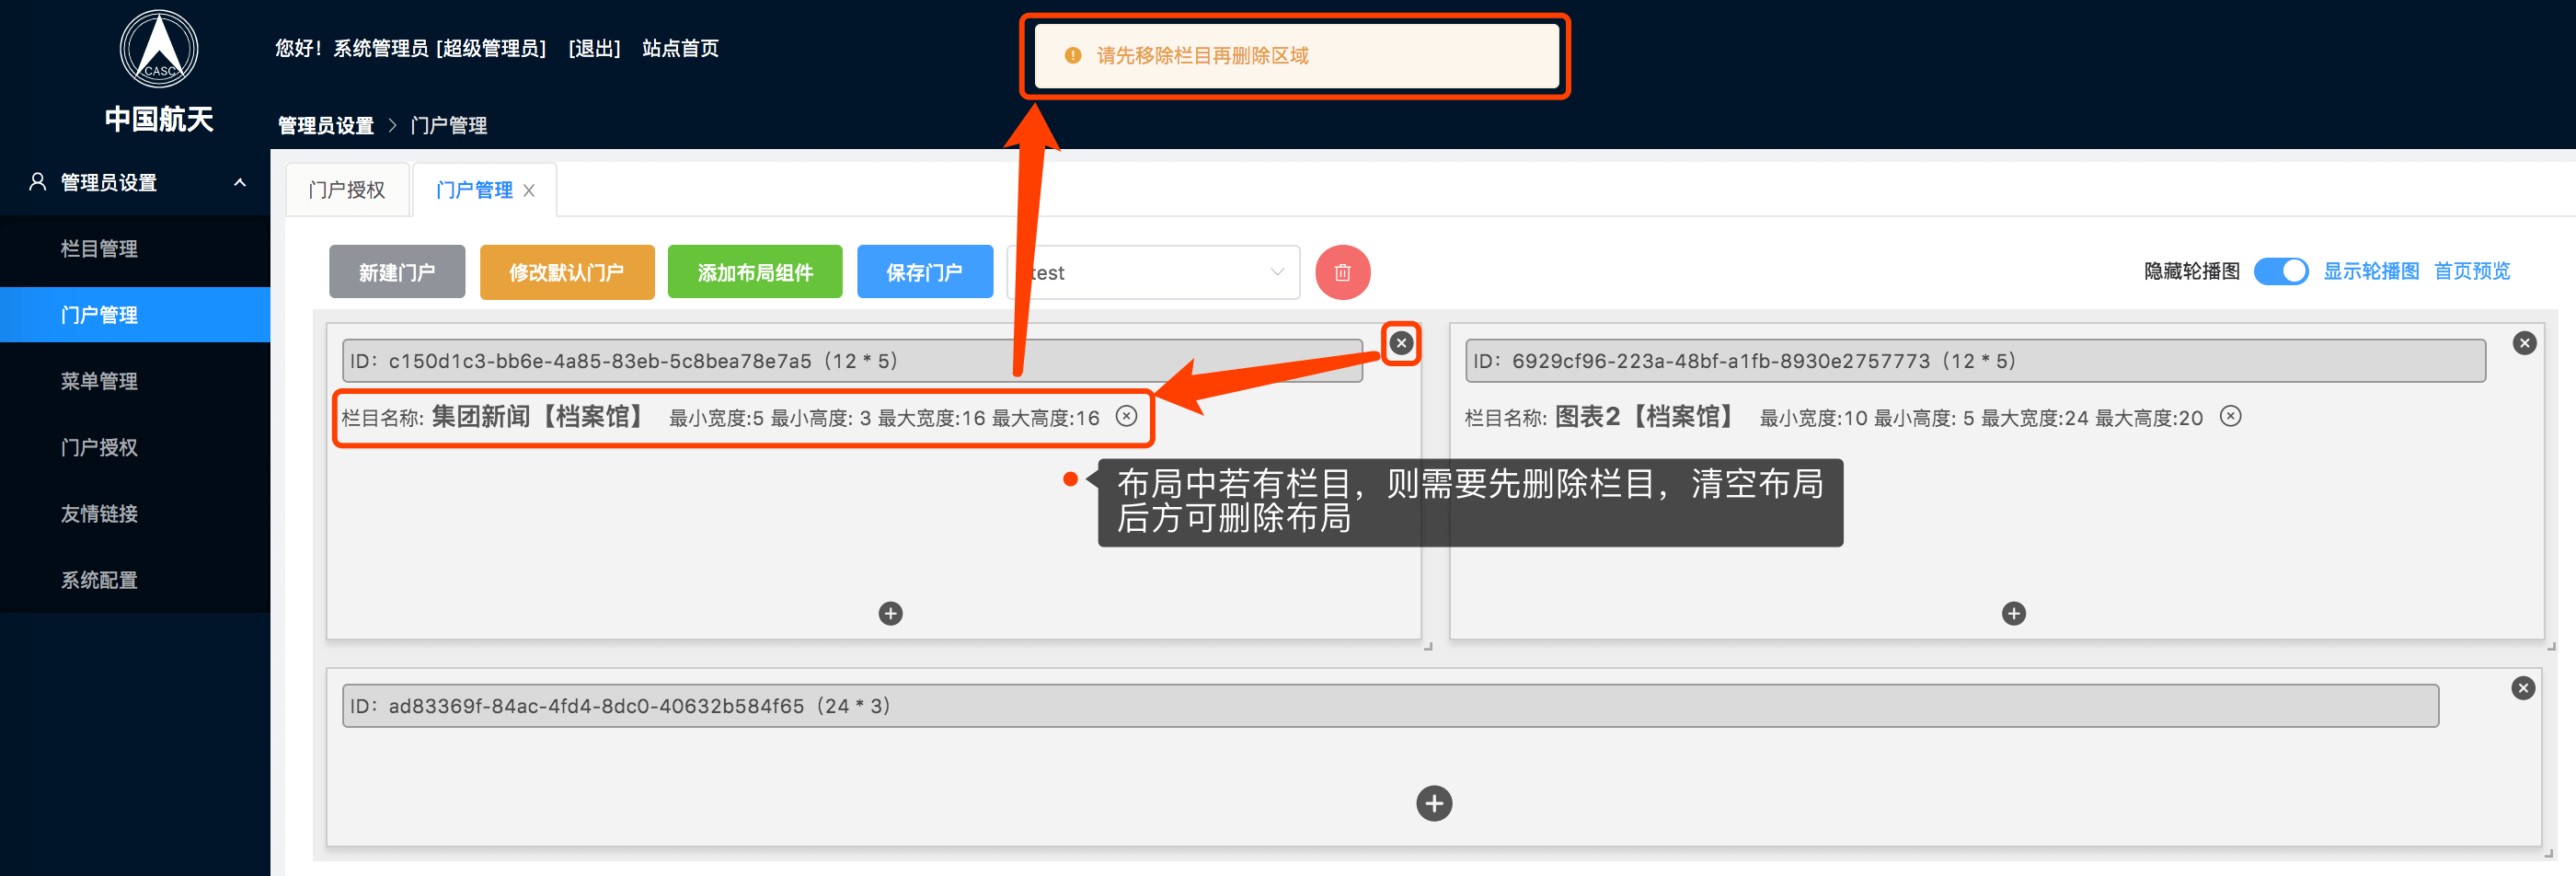 CASC
中国航天
您好！系统管理员 [超级管理员] [退出] 站点首页
请先移除栏目再删除区域
管理员设置 > 门户管理
管理员设置
栏目管理
门户管理
菜单管理
门户授权
友情链接
系统配置
门户授权
门户管理
新建门户
修改默认门户
添加布局组件
保存门户
test
隐藏轮播图
显示轮播图
首页预览
ID：c150d1c3-bb6e-4a85-83eb-5c8bea78e7a5（12 * 5）
栏目名称: 集团新闻【档案馆】 最小宽度:5 最小高度: 3 最大宽度:16 最大高度:16
ID：6929cf96-223a-48bf-a1fb-8930e2757773（12 * 5）
栏目名称: 图表2【档案馆】 最小宽度:10 最小高度: 5 最大宽度:24 最大高度:20
布局中若有栏目，则需要先删除栏目，清空布局
后方可删除布局
ID：ad83369f-84ac-4fd4-8dc0-40632b584f65（24 * 3）